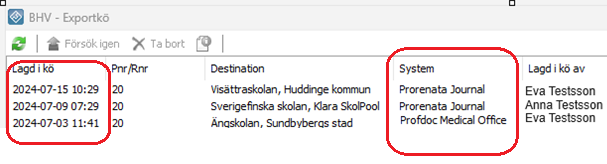 BHV - Exportkö
Försök igen Ta bort
Lagd i kö Pnr/Rnr Destination System Lagd i kö av
2024-07-15 10:29 20 Visättraskolan, Huddinge kommun Prorenata Journal Eva Testsson
2024-07-09 07:29 20 Sverigefinska skolan, Klara SkolPool Prorenata Journal Anna Testsson
2024-07-03 11:41 20 Ängskolan, Sundbybergs stad Profdoc Medical Office Eva Testsson